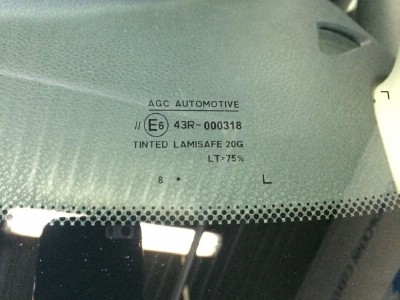 AGC AUTOMOTIVE
// E6 43R-000318
TINTED LAMISAFE 20G
LT>75%
8 •